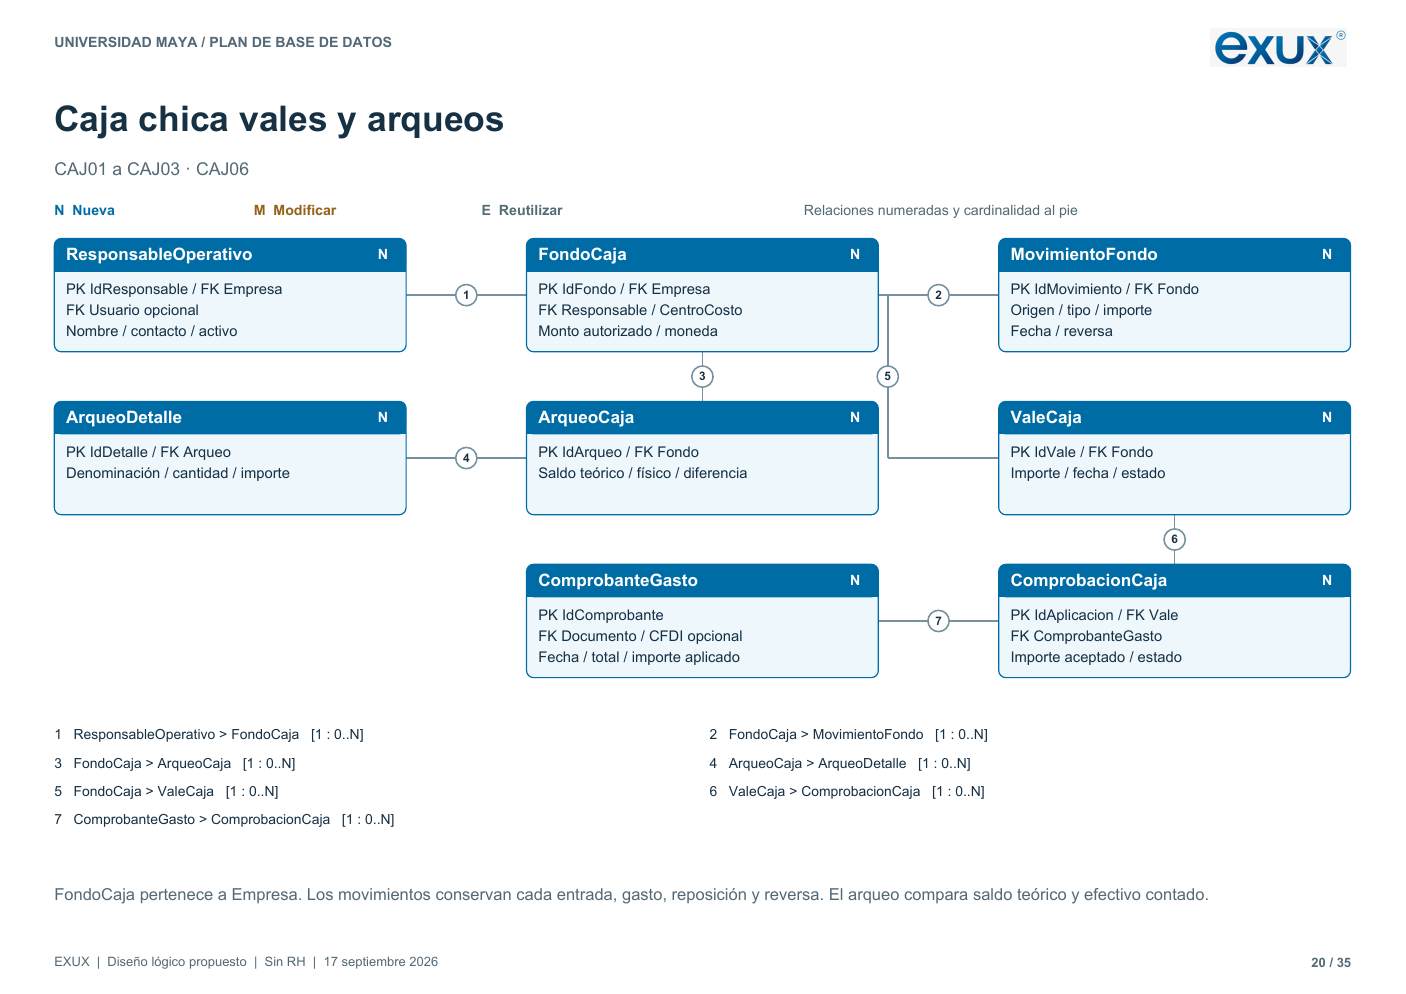 UNIVERSIDAD MAYA / PLAN DE BASE DE DATOS
exux®
Caja chica vales y arqueos
CAJ01 a CAJ03 · CAJ06
N Nueva
M Modificar
E Reutilizar
Relaciones numeradas y cardinalidad al pie
ResponsableOperativo N
PK IdResponsable / FK Empresa
FK Usuario opcional
Nombre / contacto / activo
1
FondoCaja N
PK IdFondo / FK Empresa
FK Responsable / CentroCosto
Monto autorizado / moneda
2
MovimientoFondo N
PK IdMovimiento / FK Fondo
Origen / tipo / importe
Fecha / reversa
3
5
ArqueoDetalle N
PK IdDetalle / FK Arqueo
Denominación / cantidad / importe
4
ArqueoCaja N
PK IdArqueo / FK Fondo
Saldo teórico / físico / diferencia
ValeCaja N
PK IdVale / FK Fondo
Importe / fecha / estado
6
ComprobanteGasto N
PK IdComprobante
FK Documento / CFDI opcional
Fecha / total / importe aplicado
7
ComprobacionCaja N
PK IdAplicacion / FK Vale
FK ComprobanteGasto
Importe aceptado / estado
1 ResponsableOperativo > FondoCaja [1 : 0..N]
2 FondoCaja > MovimientoFondo [1 : 0..N]
3 FondoCaja > ArqueoCaja [1 : 0..N]
4 ArqueoCaja > ArqueoDetalle [1 : 0..N]
5 FondoCaja > ValeCaja [1 : 0..N]
6 ValeCaja > ComprobacionCaja [1 : 0..N]
7 ComprobanteGasto > ComprobacionCaja [1 : 0..N]
FondoCaja pertenece a Empresa. Los movimientos conservan cada entrada, gasto, reposición y reversa. El arqueo compara saldo teórico y efectivo contado.
EXUX | Diseño lógico propuesto | Sin RH | 17 septiembre 2026
20 / 35